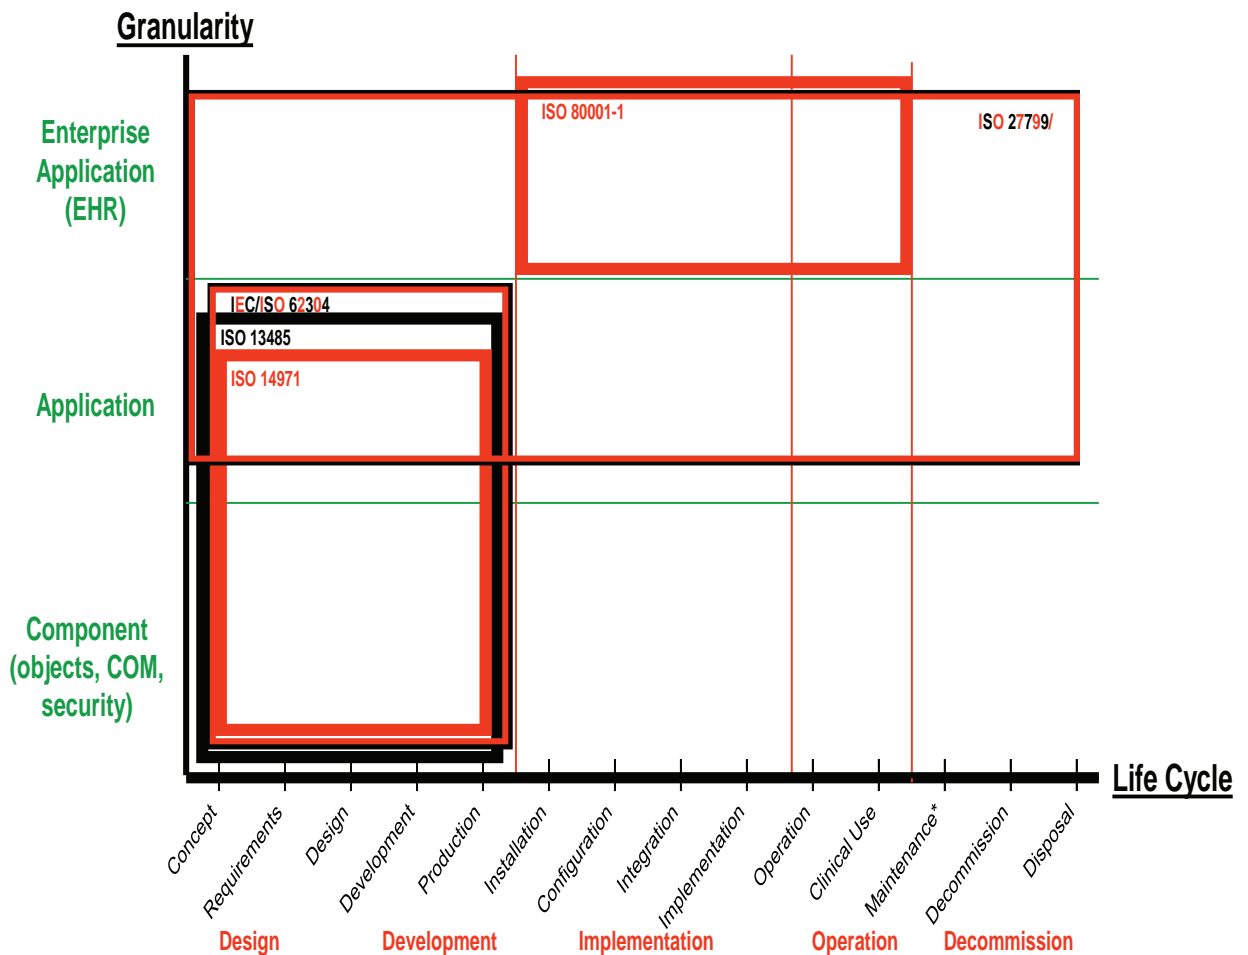 Granularity
ISO 80001-1
ISO 27799/
Enterprise
Application
(EHR)
IEC/ISO 62304
ISO 13485
ISO 14971
Application
Component
(objects, COM,
security)
Life Cycle
Concept
Requirements
Design
Development
Production
Installation
Configuration
Integration
Implementation
Operation
Clinical Use
Maintenance*
Decommission
Disposal
Design
Development
Implementation
Operation
Decommission